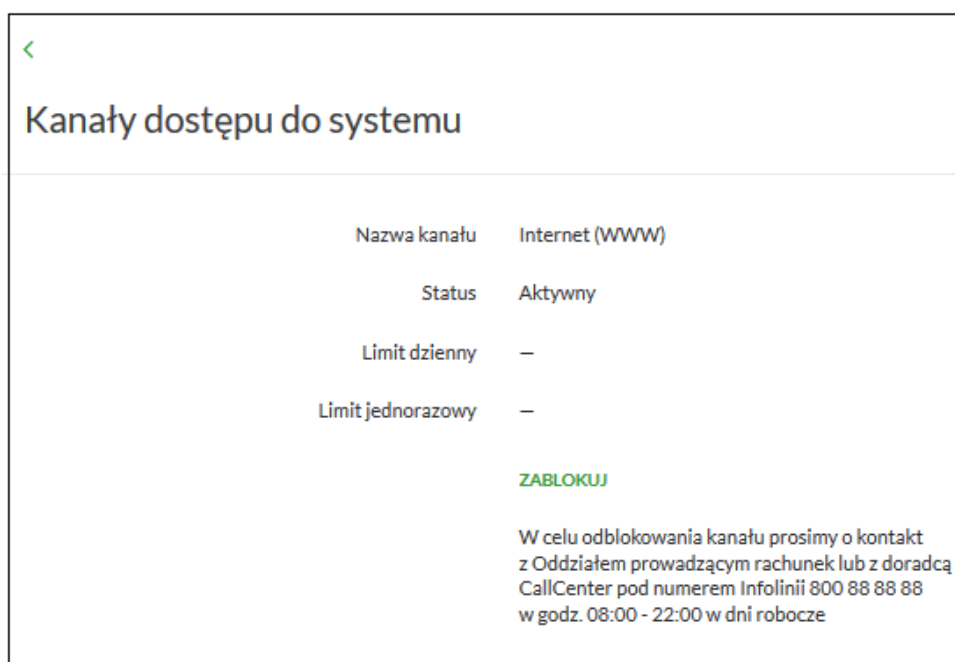 Kanały dostępu do systemu
Nazwa kanału Internet (WWW)
Status Aktywny
Limit dzienny —
Limit jednorazowy —
ZABLOKUJ
W celu odblokowania kanału prosimy o kontakt
z Oddziałem prowadzącym rachunek lub z doradcą
CallCenter pod numerem Infolinii 800 88 88 88
w godz. 08:00 - 22:00 w dni robocze